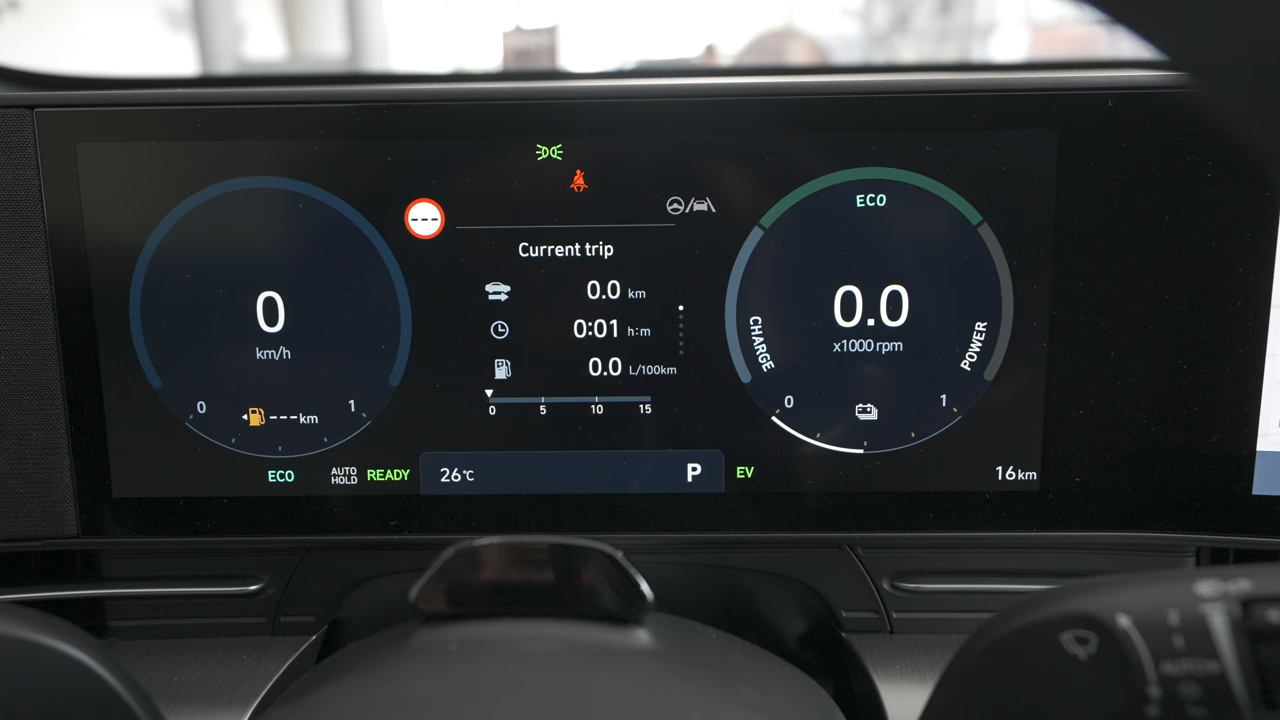 ECO
---
Current trip
0.0 km
0:01 h:m
0.0 L/100km
0 5 10 15
0
km/h
0 1
---km
0.0
x1000 rpm
CHARGE
POWER
0 1
ECO
AUTO
HOLD
READY
26℃
P
EV
16km